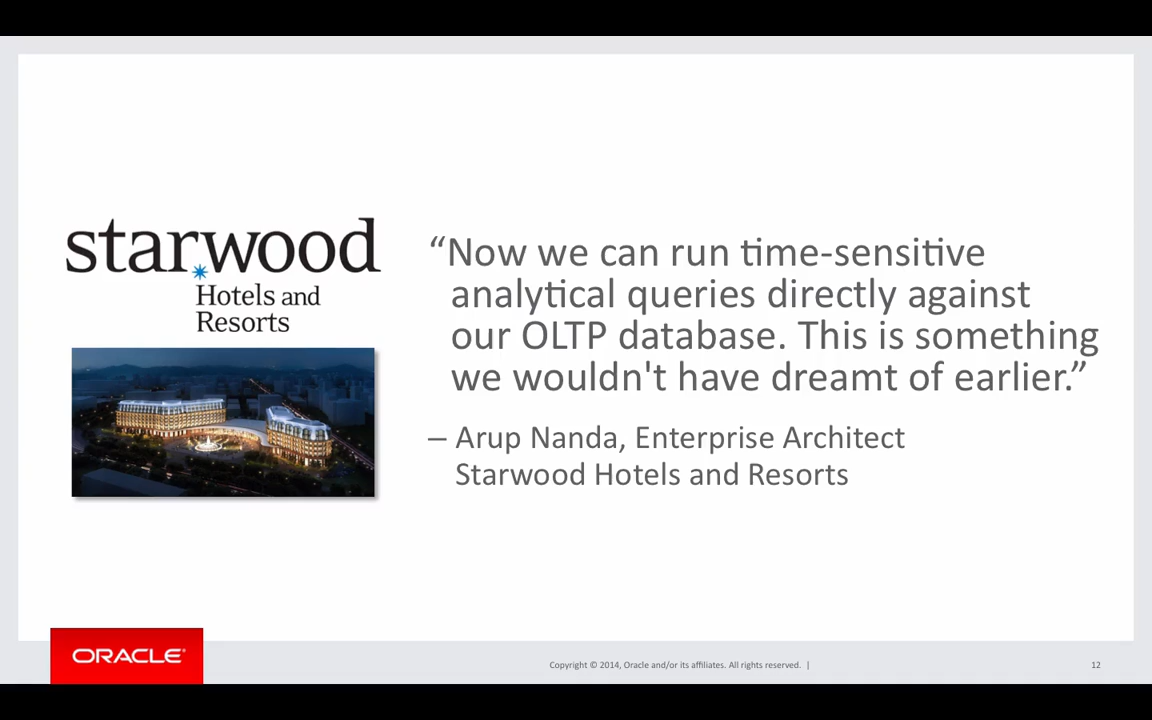 starwood
Hotels and
Resorts
“Now we can run time-sensitive
analytical queries directly against
our OLTP database. This is something
we wouldn't have dreamt of earlier.”
– Arup Nanda, Enterprise Architect
Starwood Hotels and Resorts
ORACLE®
Copyright © 2014, Oracle and/or its affiliates. All rights reserved. |
12